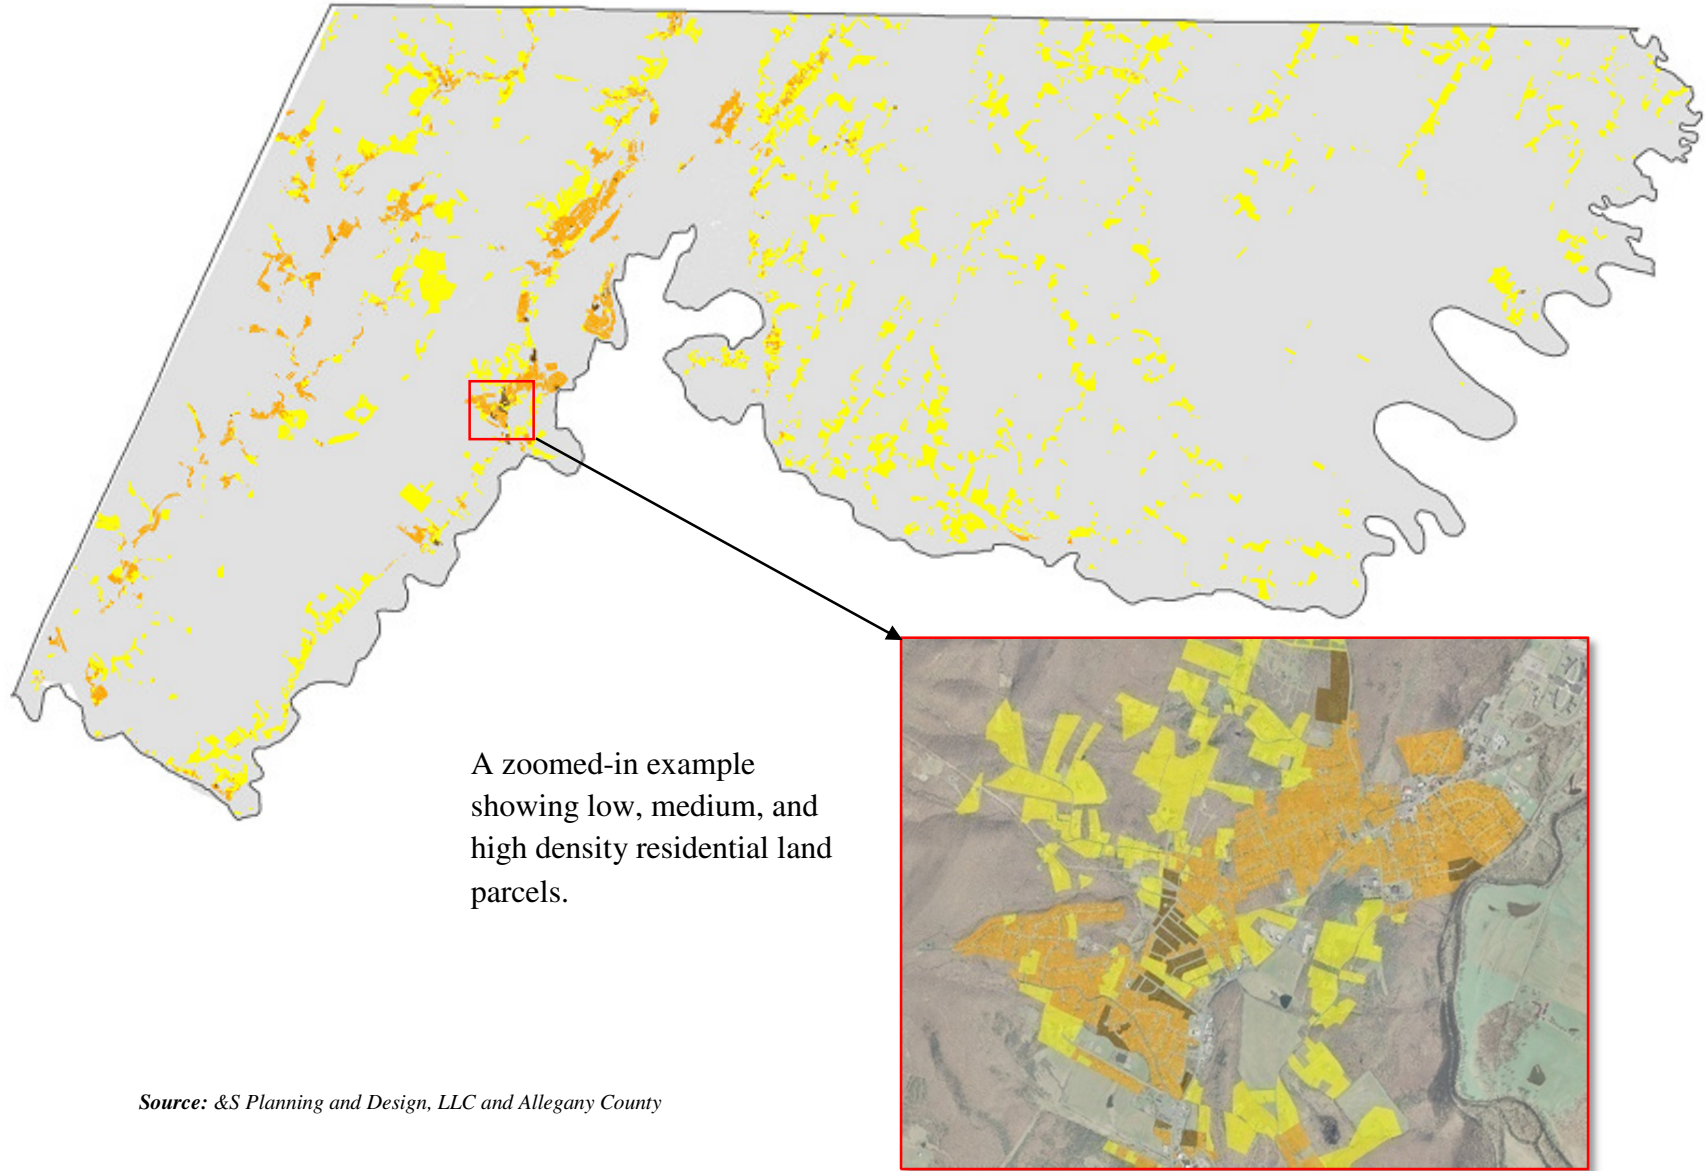 A zoomed-in example
showing low, medium, and
high density residential land
parcels.
Source: &S Planning and Design, LLC and Allegany County